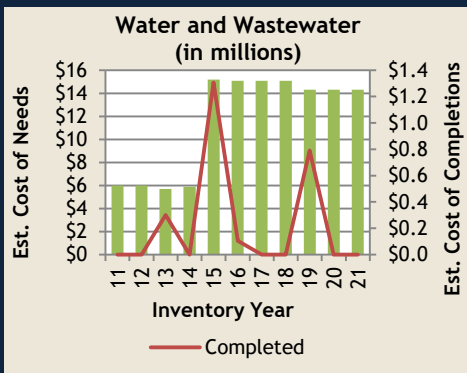 Water and Wastewater
(in millions)
Est. Cost of Needs
$16
$14
$12
$10
$8
$6
$4
$2
$0
$1.4
$1.2
$1.0
$0.8
$0.6
$0.4
$0.2
$0.0
Est. Cost of Completions
11 12 13 14 15 16 17 18 19 20 21
Inventory Year
Completed